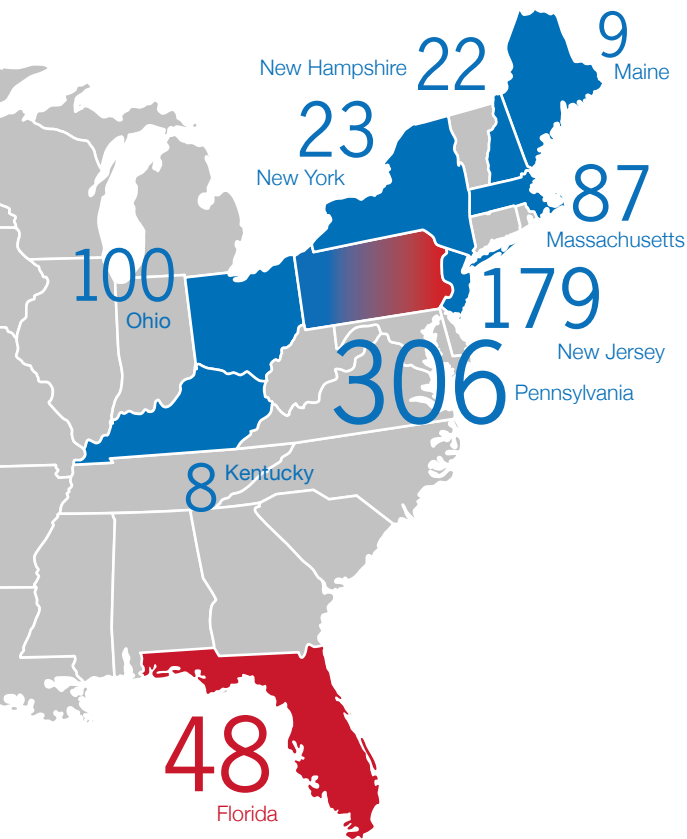 9
Maine
New Hampshire 22
23
New York
87
Massachusetts
100
Ohio
179
New Jersey
306 Pennsylvania
8 Kentucky
48
Florida